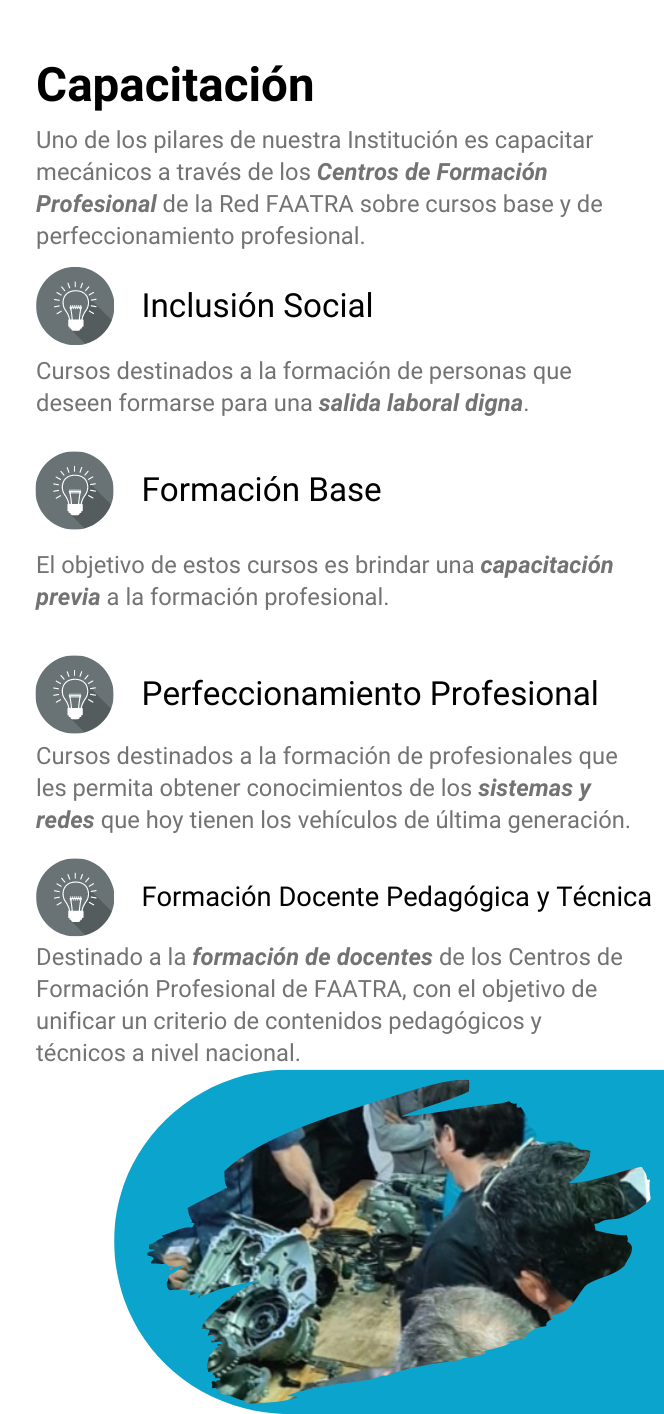 Capacitación
Uno de los pilares de nuestra Institución es capacitar
mecánicos a través de los Centros de Formación
Profesional de la Red FAATRA sobre cursos base y de
perfeccionamiento profesional.
Inclusión Social
Cursos destinados a la formación de personas que
deseen formarse para una salida laboral digna.
Formación Base
El objetivo de estos cursos es brindar una capacitación
previa a la formación profesional.
Perfeccionamiento Profesional
Cursos destinados a la formación de profesionales que
les permita obtener conocimientos de los sistemas y
redes que hoy tienen los vehículos de última generación.
Formación Docente Pedagógica y Técnica
Destinado a la formación de docentes de los Centros de
Formación Profesional de FAATRA, con el objetivo de
unificar un criterio de contenidos pedagógicos y
técnicos a nivel nacional.